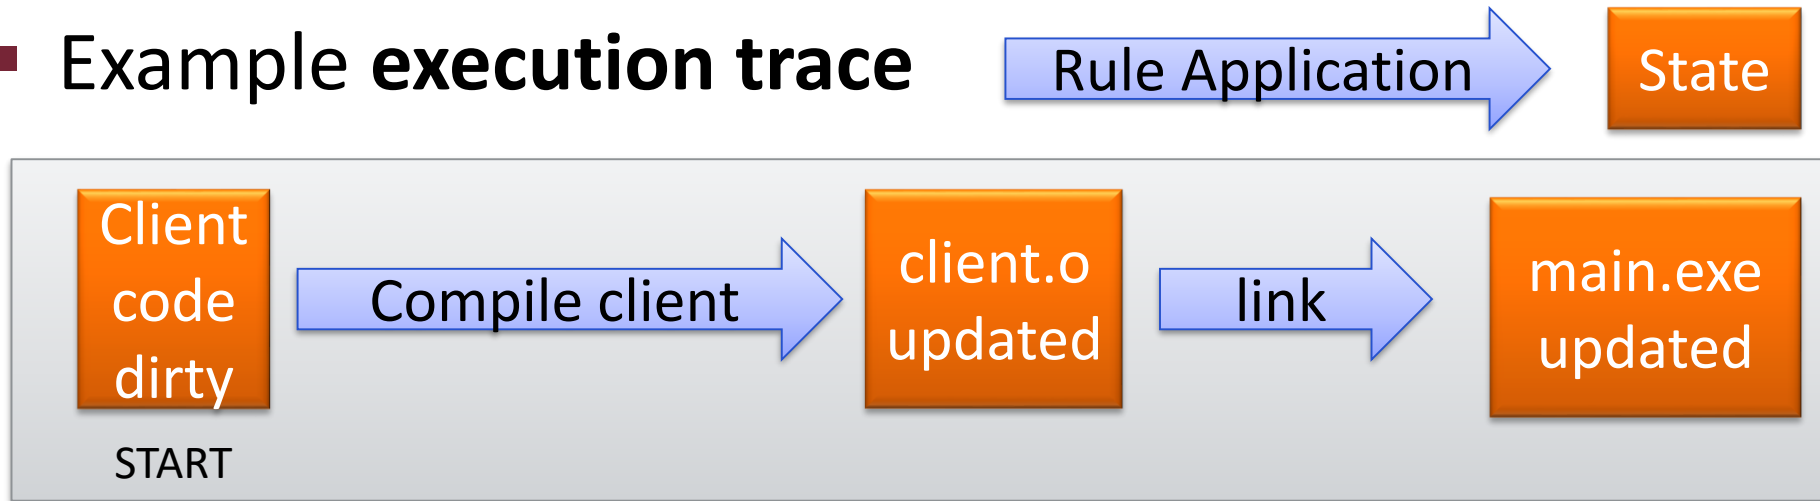 Example execution trace
Rule Application
State
Client
code
dirty
Compile client
client.o
updated
link
main.exe
updated
START